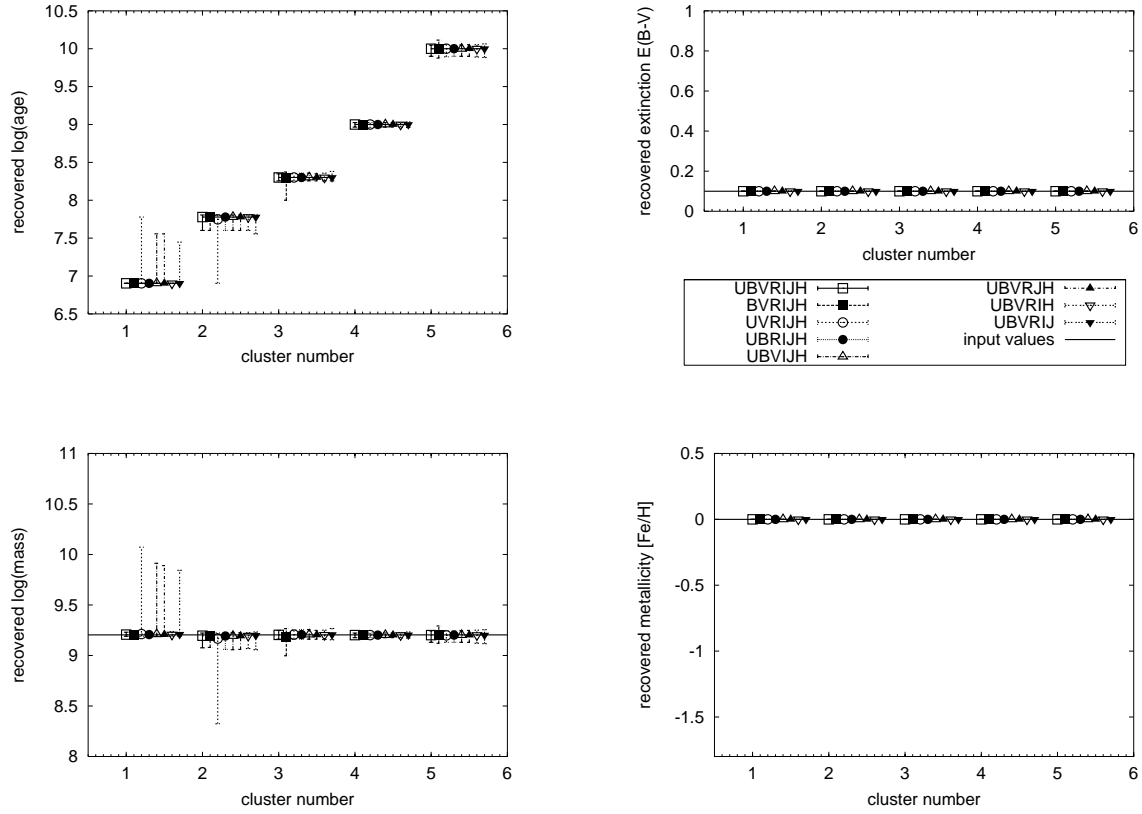 recovered log(age)
10.5
10
9.5
9
8.5
8
7.5
7
6.5
1 2 3 4 5 6
cluster number
recovered extinction E(B-V)
1
0.8
0.6
0.4
0.2
0
1 2 3 4 5 6
cluster number
UBVRIJH
BVRIJH
UVRIJH
UBRIJH
UBVIJH
UBVRJH
UBVRIH
UBVRIJ
input values
recovered log(mass)
11
10.5
10
9.5
9
8.5
8
1 2 3 4 5 6
cluster number
recovered metallicity [Fe/H]
0.5
0
-0.5
-1
-1.5
1 2 3 4 5 6
cluster number